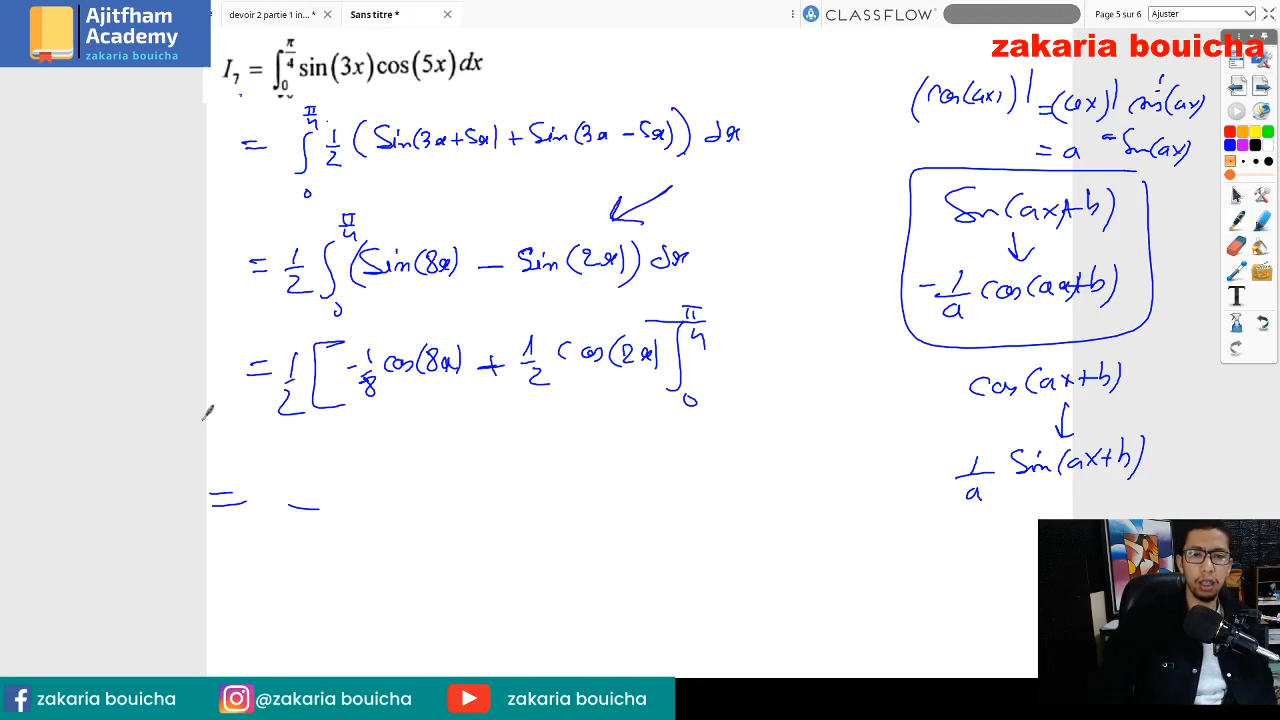 devoir 2 partie 1 in... *
Sans titre *
CLASSFLOW
Page 5 sur 6
Ajuster
Ajitfham
Academy
zakaria bouicha
zakaria bouicha
I₇ = ∫₀^{π/4} sin(3x)cos(5x)dx
= ∫₀^{π/4} 1/2 (Sin(3x+5x) + Sin(3x-5x)) dx
= 1/2 ∫₀^{π/4} (Sin(8x) - Sin(2x)) dx
= 1/2 [-1/8 cos(8x) + 1/2 cos(2x)]₀^{π/4}
= -
(cos(ax))' = (ax)' cos'(ax)
= a -Sin(ax)
Sin(ax+b)
↓
-1/a cos(ax+b)
cos(ax+b)
↓
1/a Sin(ax+b)
T
zakaria bouicha
@zakaria bouicha
zakaria bouicha